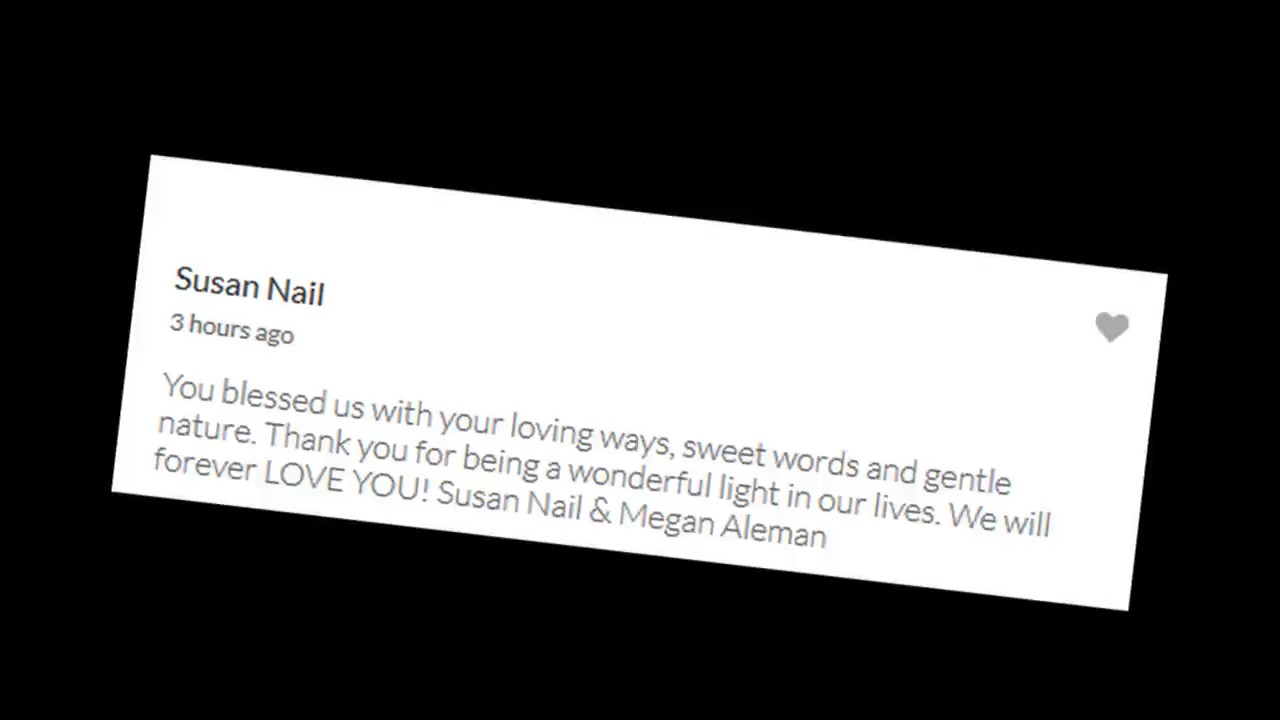 Susan Nail
3 hours ago
You blessed us with your loving ways, sweet words and gentle
nature. Thank you for being a wonderful light in our lives. We will
forever LOVE YOU! Susan Nail & Megan Aleman